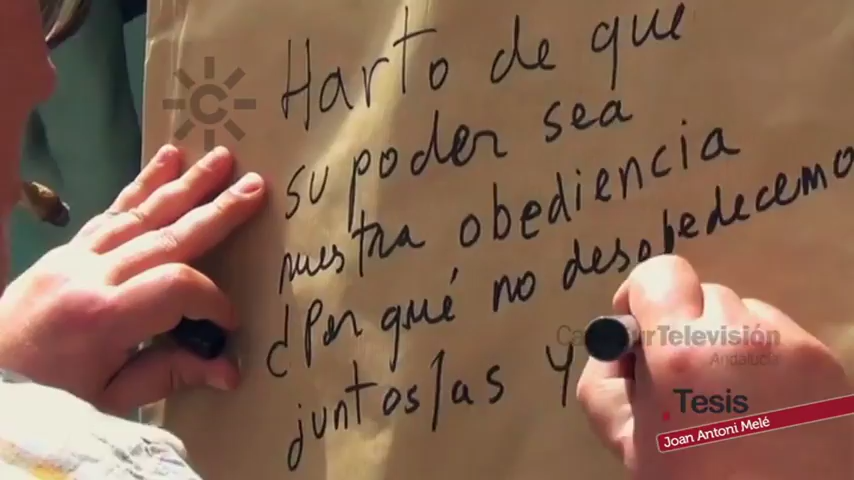 Harto de que
su poder sea
nuestra obediencia
¿Por qué no desobedecemo
juntos/as y
Televisión
Andalucía
.Tesis
Joan Antoni Melé